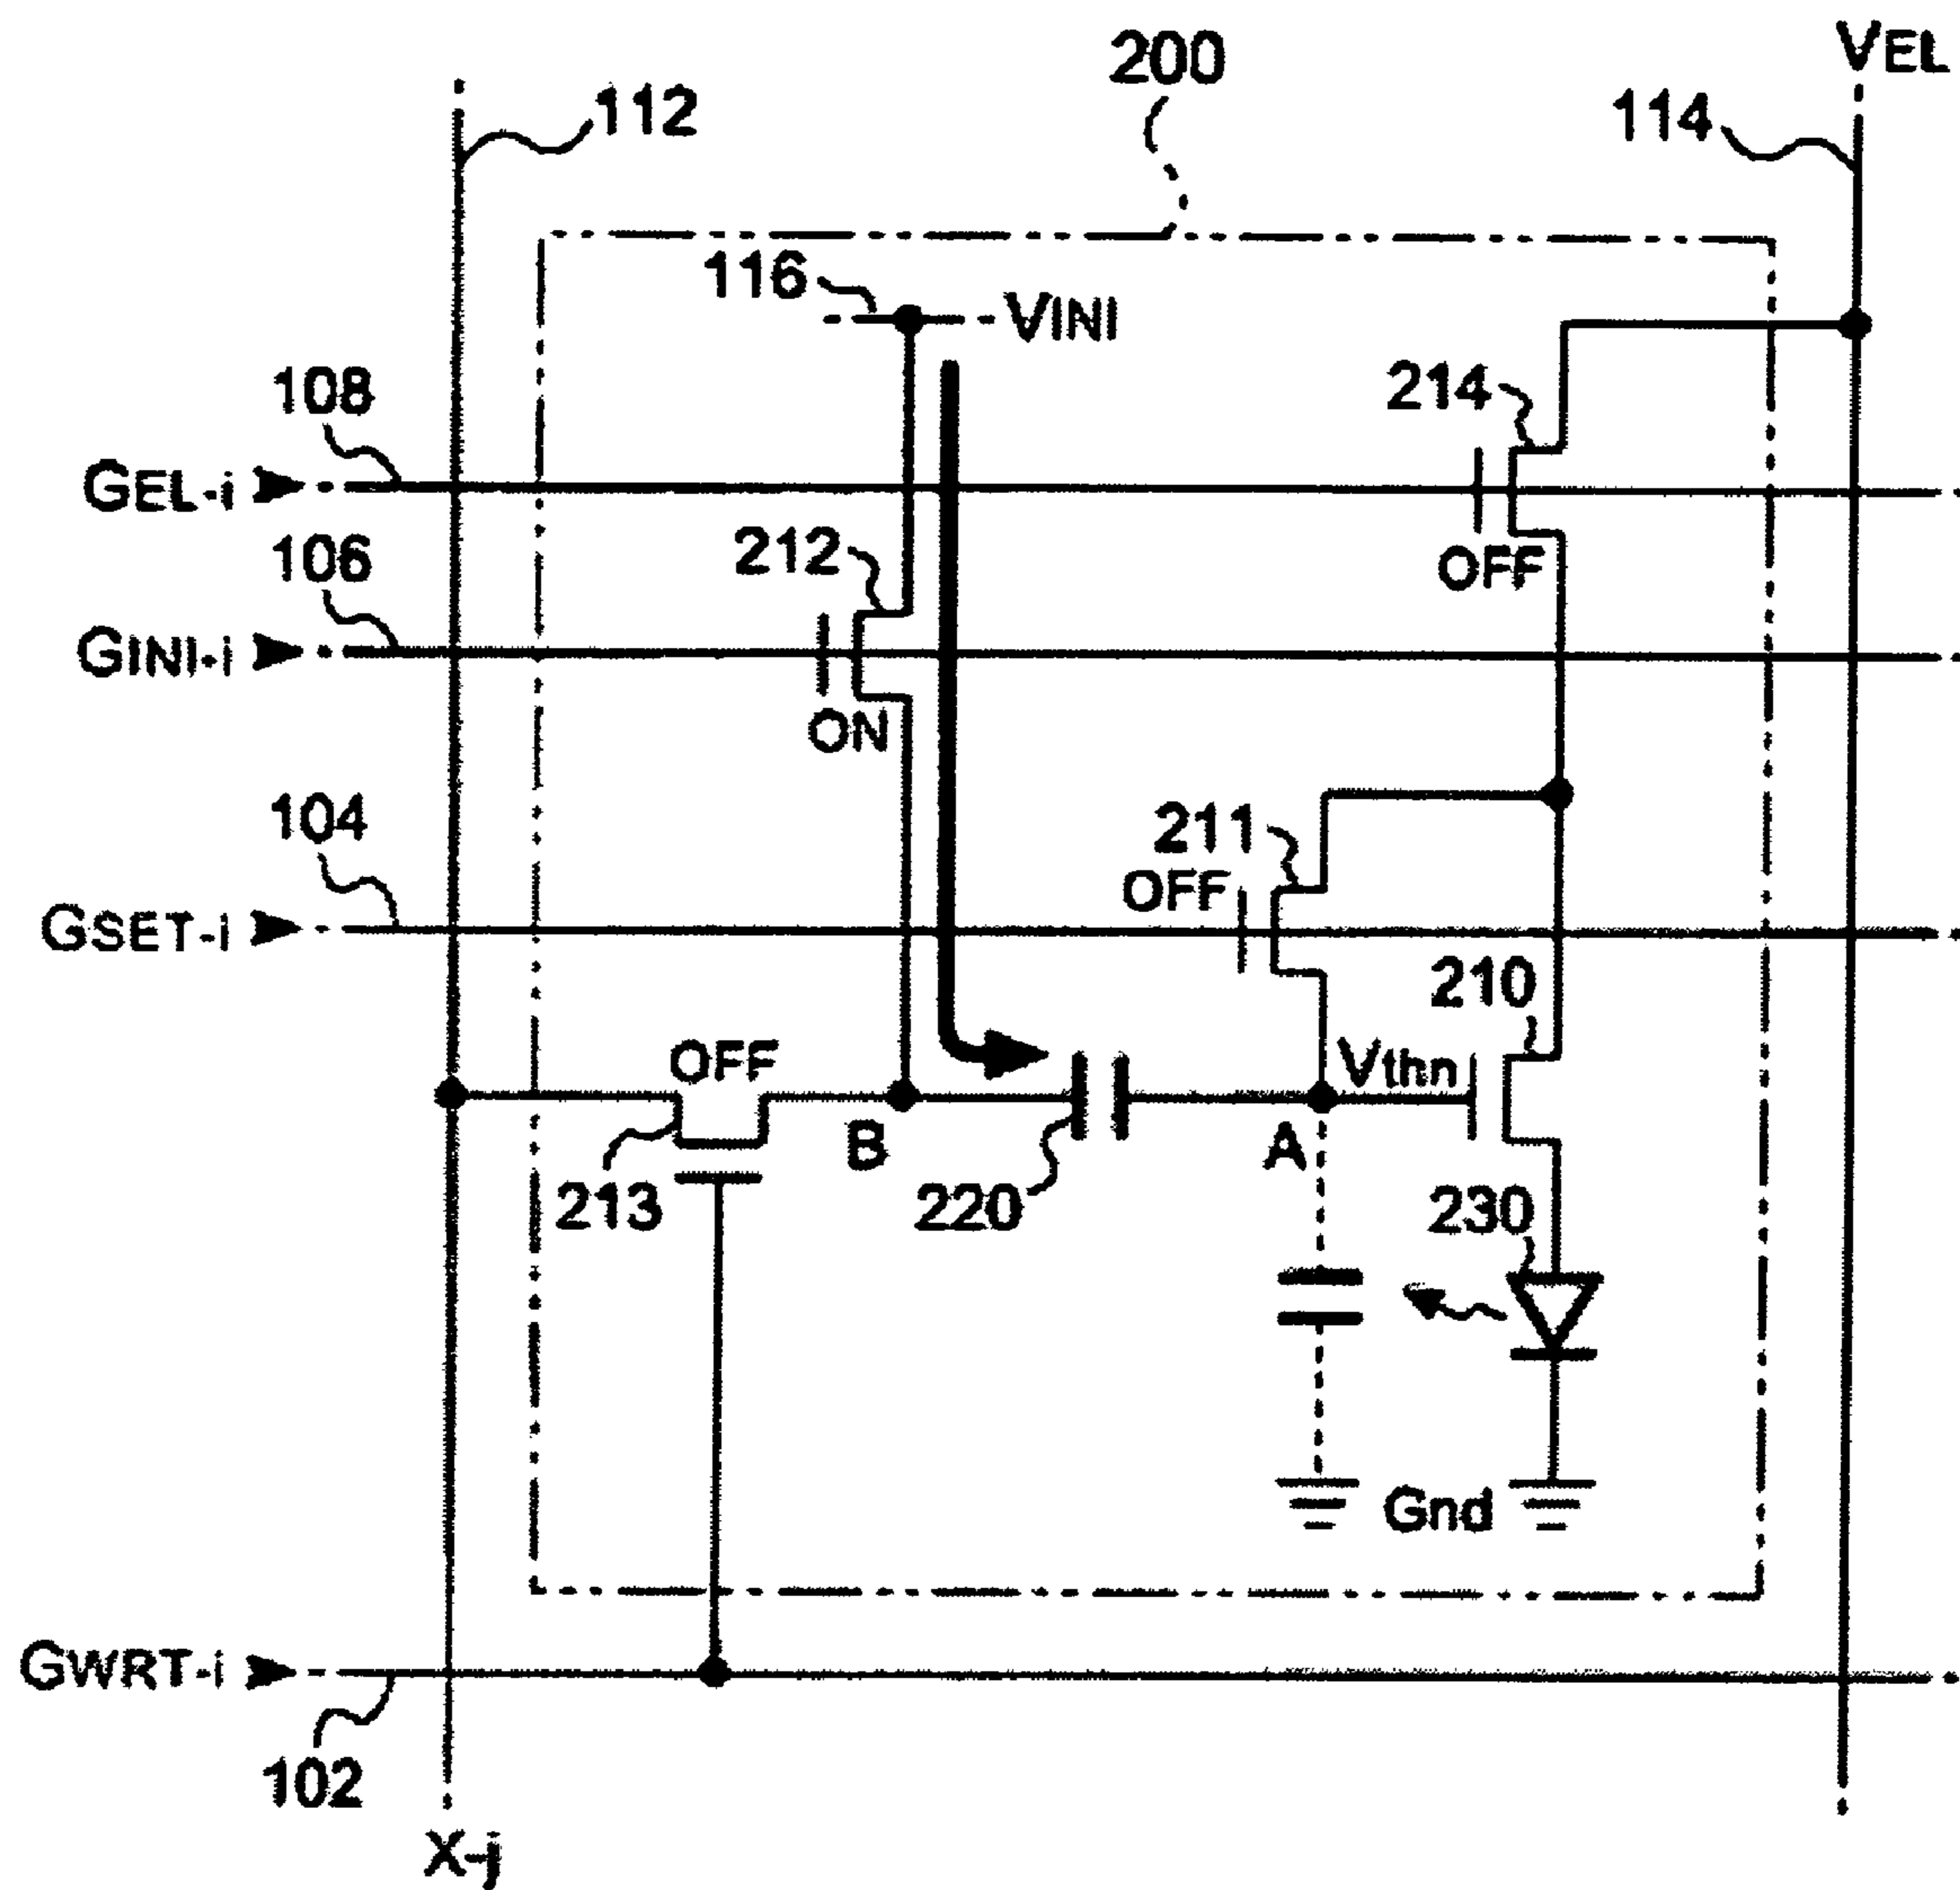 200
VEL
112
114
116
VINI
108
214
GEL-i
212
OFF
106
GINI-i
ON
104
211
OFF
GSET-i
210
OFF
Vthn
B
A
213
220
230
Gnd
GWRT-i
102
X-j